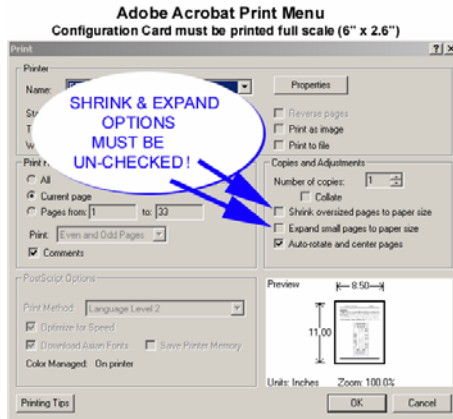 Adobe Acrobat Print Menu
Configuration Card must be printed full scale (6" x 2.6")
Print
Printer
Name:
Properties
SHRINK & EXPAND
OPTIONS
MUST BE
UN-CHECKED!
Reverse pages
Print as image
Print to file
Copies and Adjustments
All
Number of copies: 1
Current page
Collate
Pages from: 1 to: 33
Shrink oversized pages to paper size
Print: Even and Odd Pages
Expand small pages to paper size
Comments
Auto-rotate and center pages
PostScript Options
Preview
8.50
Print Method: Language Level 2
Optimize for Speed
11.00
Download Asian Fonts
Save Printer Memory
Color Managed: On printer
Units: Inches Zoom: 100.0%
Printing Tips
OK
Cancel